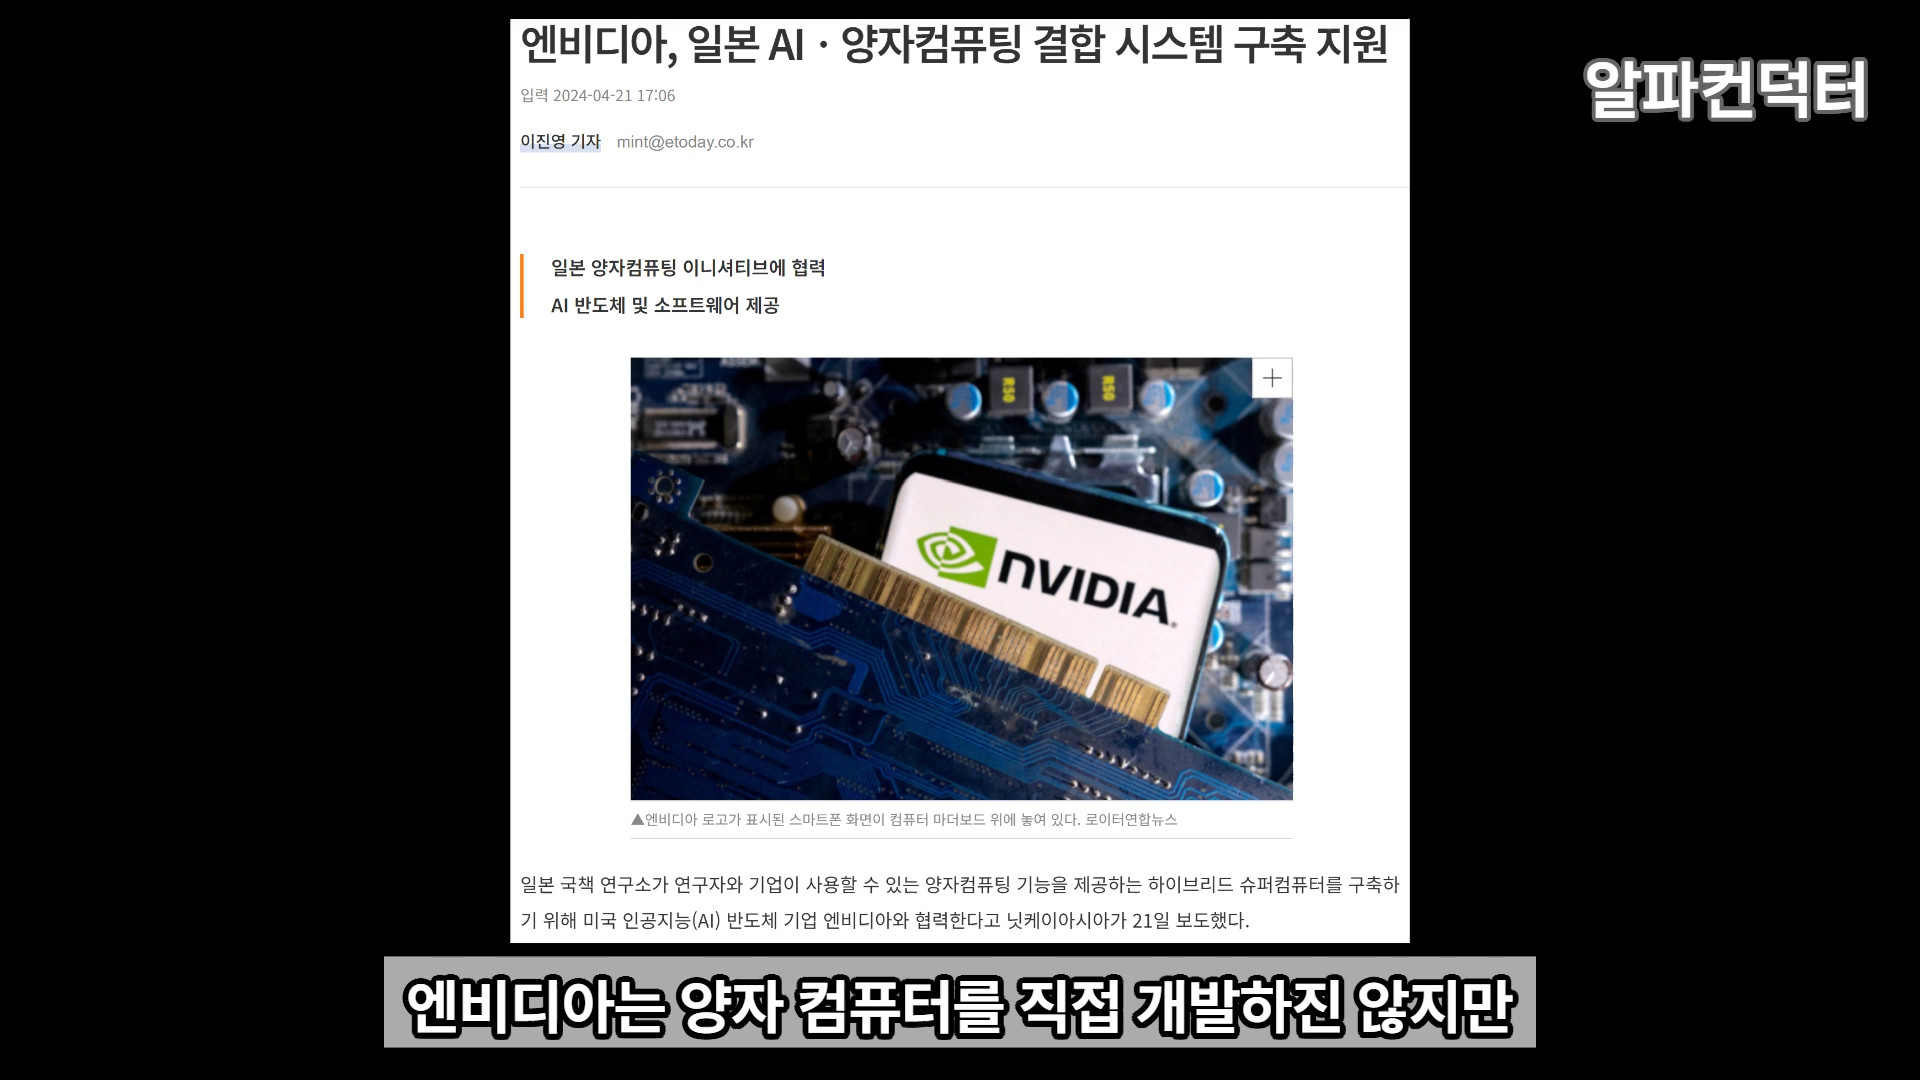 엔비디아, 일본 AI · 양자컴퓨팅 결합 시스템 구축 지원
알파컨덕터
입력 2024-04-21 17:06
이진영 기자 mint@etoday.co.kr
일본 양자컴퓨팅 이니셔티브에 협력
AI 반도체 및 소프트웨어 제공
R50
R50
nVIDIA.
▲엔비디아 로고가 표시된 스마트폰 화면이 컴퓨터 마더보드 위에 놓여 있다. 로이터연합뉴스
일본 국책 연구소가 연구자와 기업이 사용할 수 있는 양자컴퓨팅 기능을 제공하는 하이브리드 슈퍼컴퓨터를 구축하
기 위해 미국 인공지능(AI) 반도체 기업 엔비디아와 협력한다고 닛케이아시아가 21일 보도했다.
엔비디아는 양자 컴퓨터를 직접 개발하진 않지만